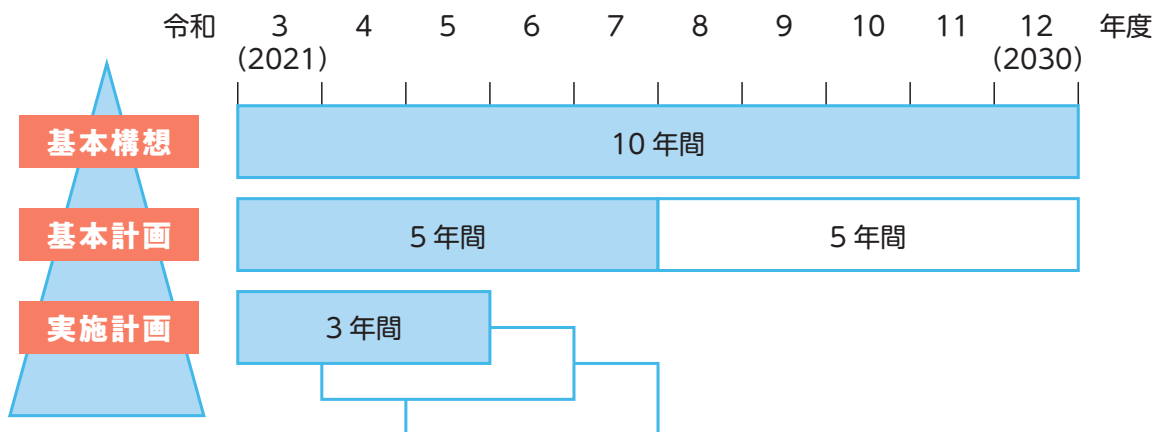 令和 3 4 5 6 7 8 9 10 11 12 年度
(2021) (2030)
基本構想 10年間
基本計画 5年間 5年間
実施計画 3年間